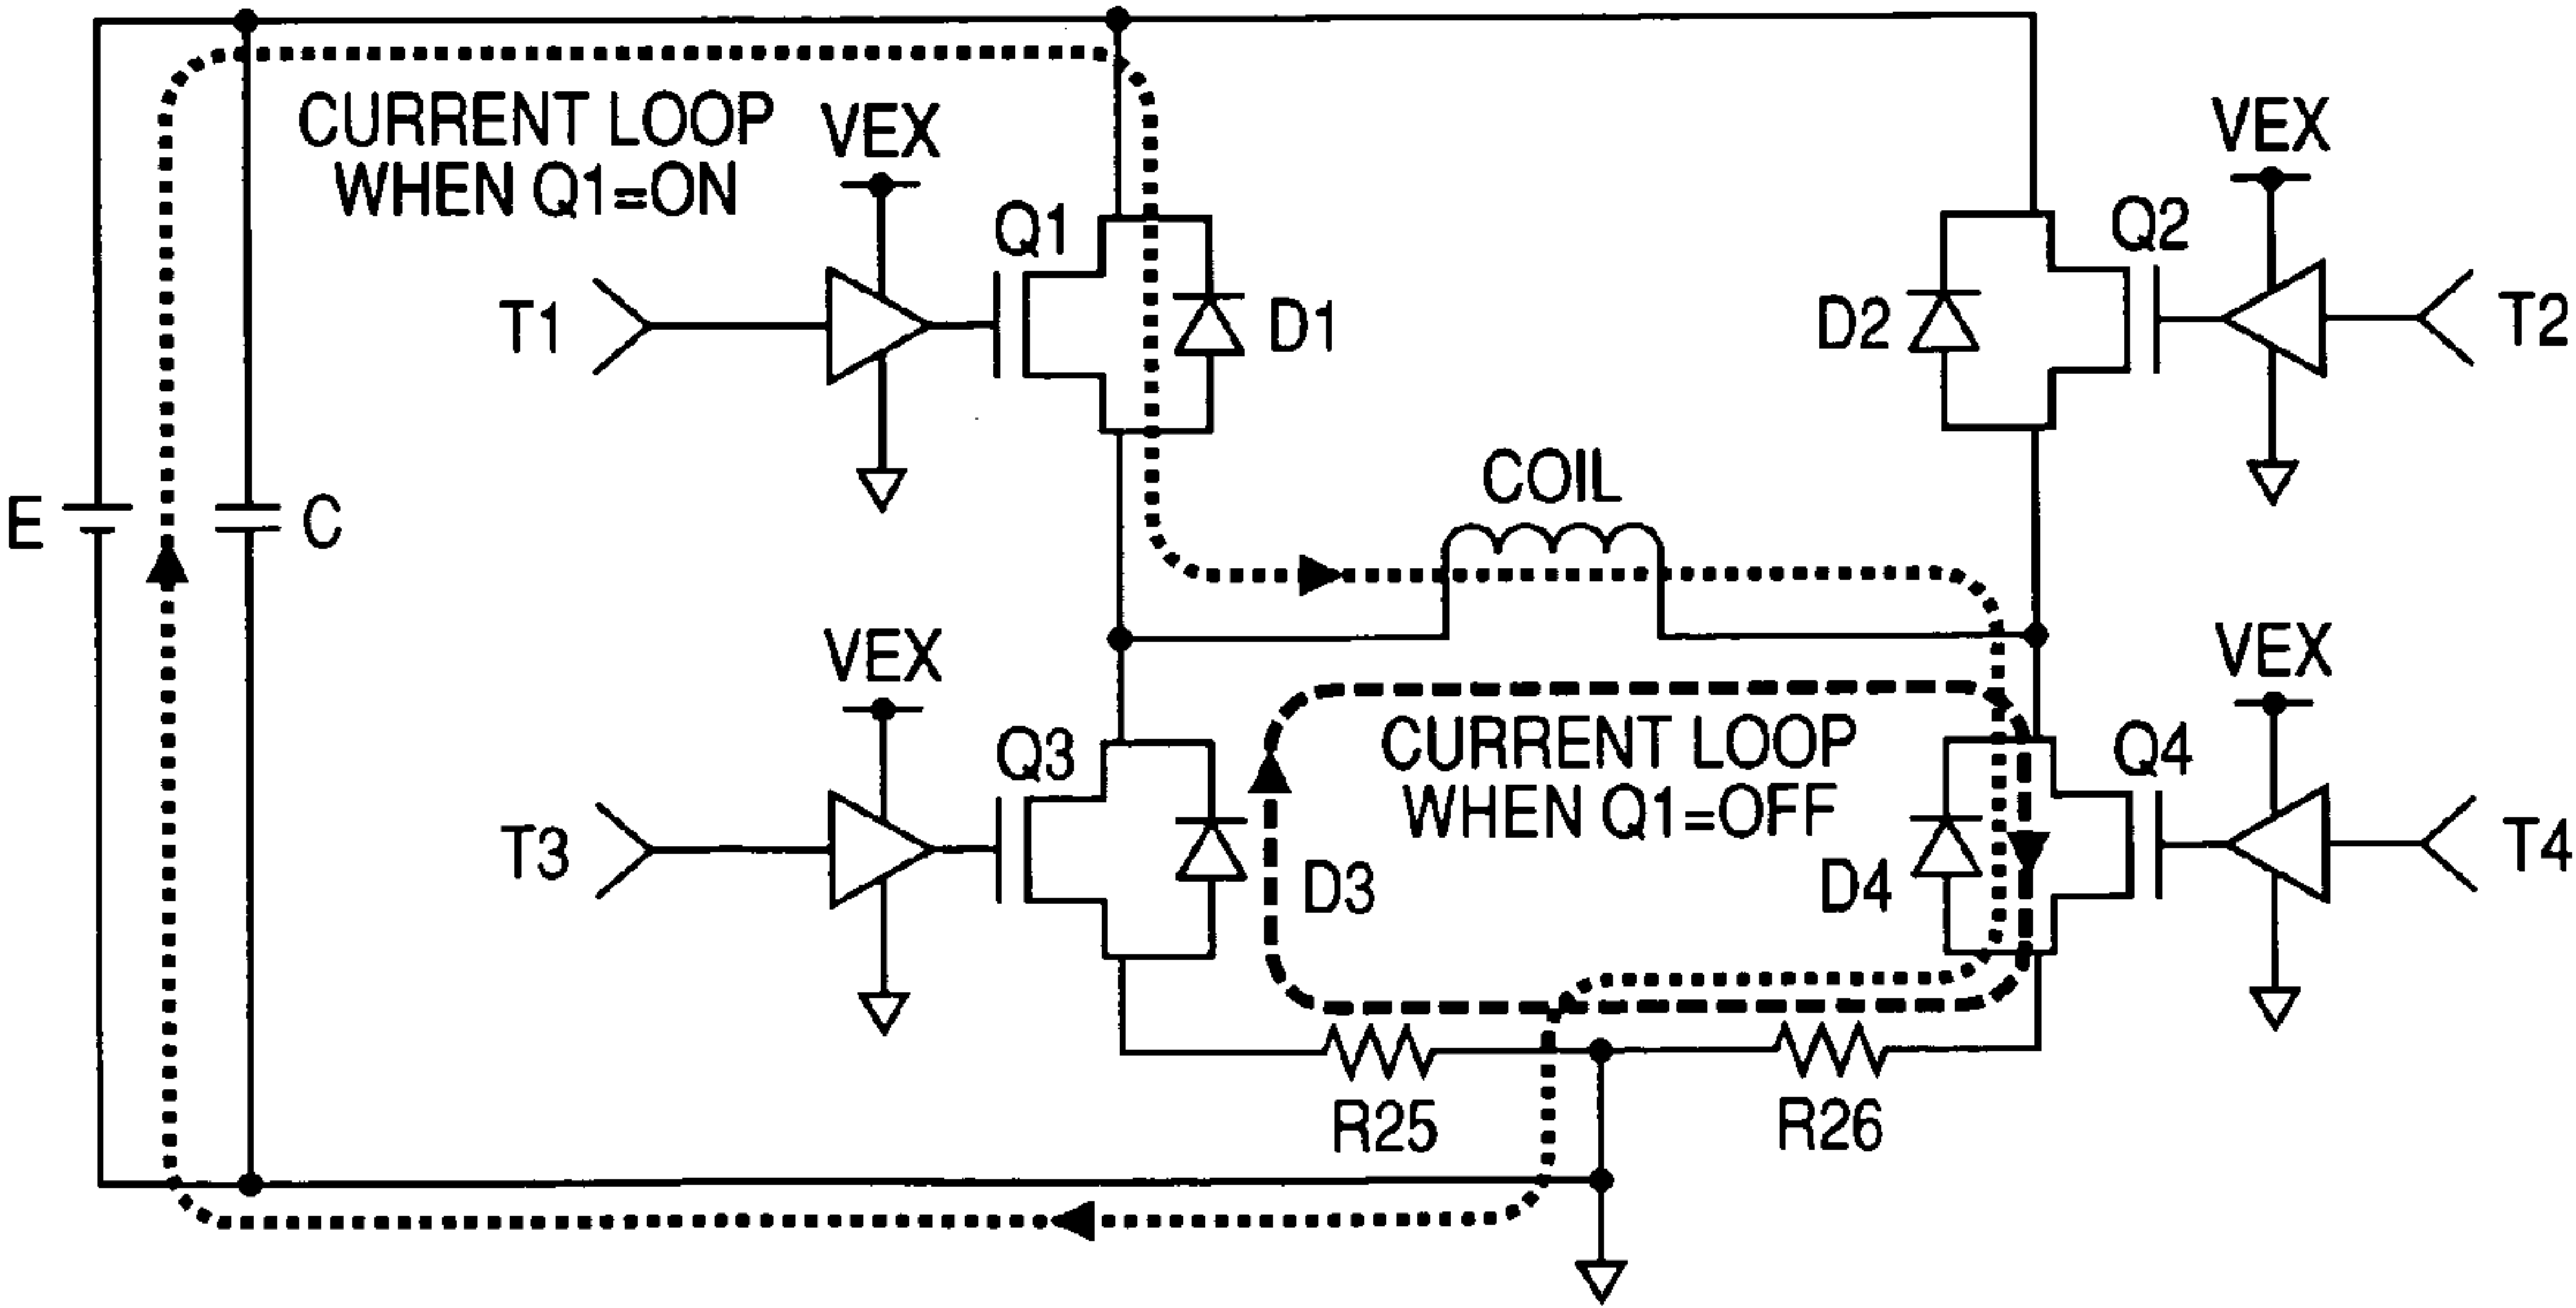 CURRENT LOOP
WHEN Q1=ON
VEX
VEX
Q1
Q2
T1
D1
D2
T2
COIL
E
C
VEX
VEX
Q3
CURRENT LOOP
WHEN Q1=OFF
Q4
T3
D3
D4
T4
R25
R26